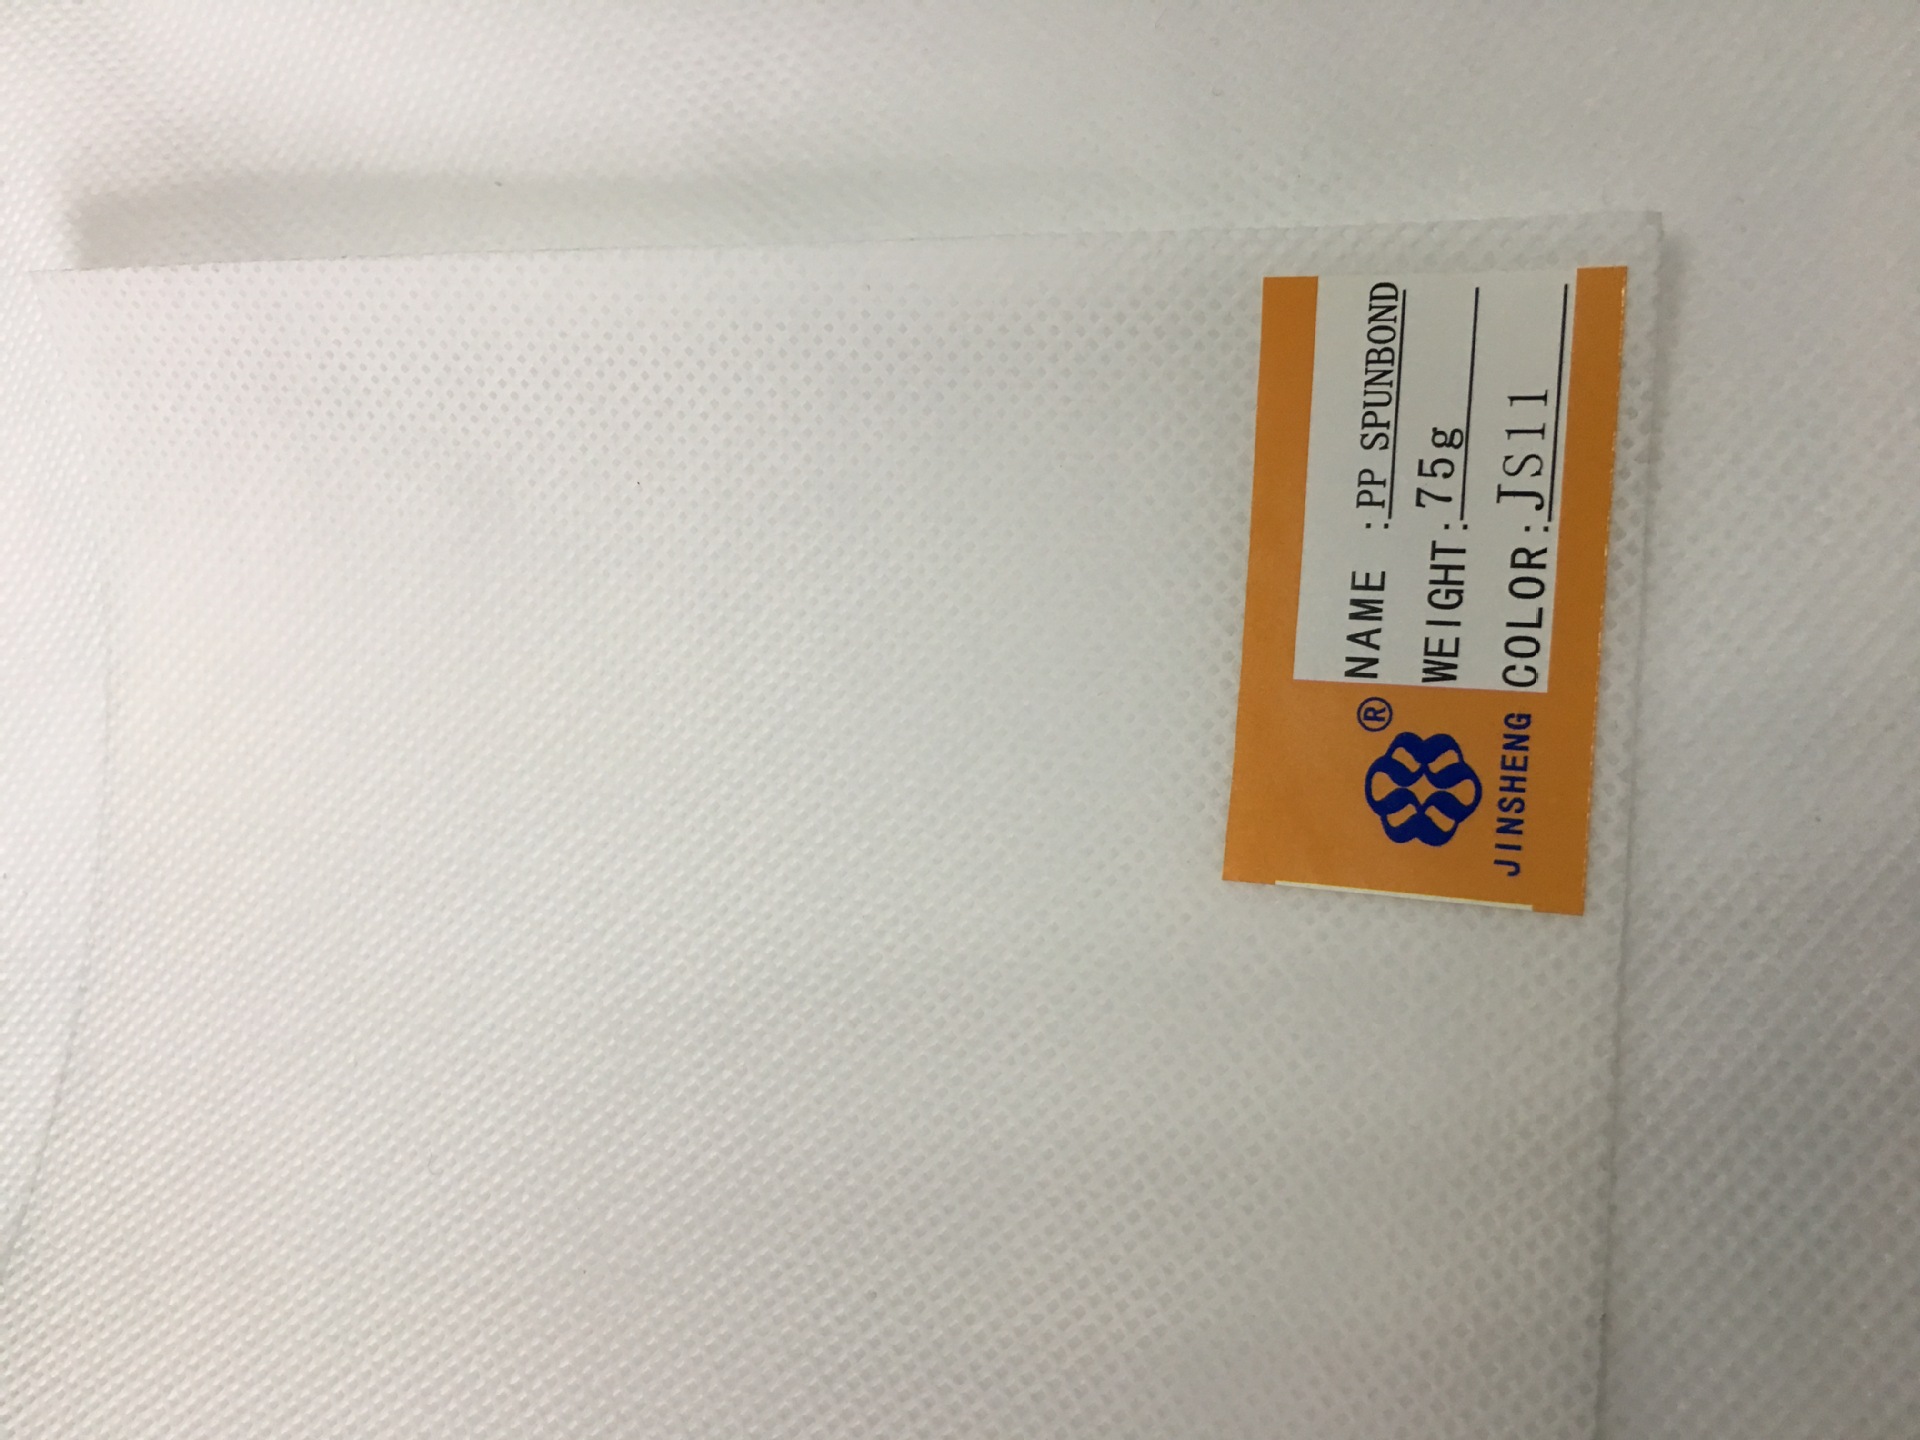 NAME :PP SPUNBOND
WEIGHT:75g
COLOR:JS11
®
JINSHENG